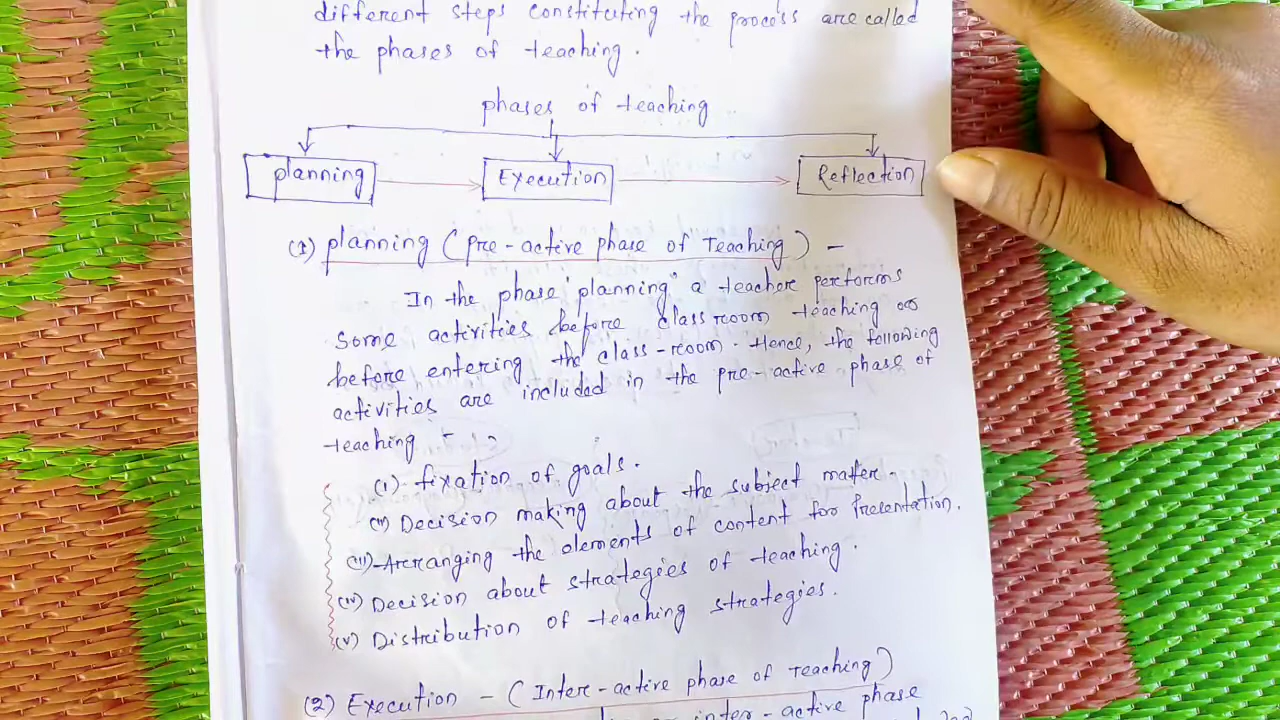 different steps constituting the process are called
the phases of teaching.
phases of teaching
planning
Execution
Reflection
(1) planning (pre-active phase of Teaching) –
In the phase "planning" a teacher performs
some activities before classroom teaching or
before entering the class-room. Hence, the following
activities are included in the pre-active phase of
teaching -
(i) fixation of goals.
(ii) Decision making about the subject matter.
(iii) Arranging the elements of content for Presentation.
(iv) Decision about strategies of teaching.
(v) Distribution of teaching strategies.
(2) Execution – (Inter-active phase of Teaching)
inter-active phase